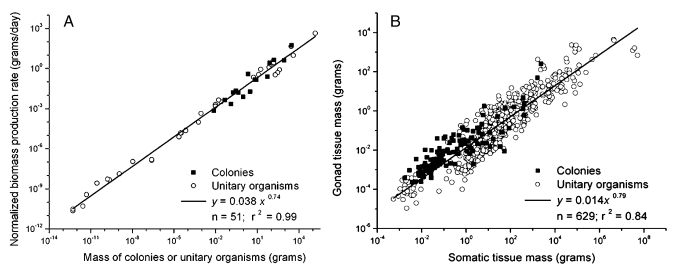 A
Normalized biomass production rate (grams/day)
10^3
10^0
10^-3
10^-6
10^-9
10^-12
■ Colonies
○ Unitary organisms
y = 0.038 x^0.74
n = 51; r^2 = 0.99
10^-14 10^-11 10^-8 10^-5 10^-2 10^1 10^4
Mass of colonies or unitary organisms (grams)
B
Gonad tissue mass (grams)
10^4
10^2
10^0
10^-2
10^-4
10^-6
■ Colonies
○ Unitary organisms
y = 0.014x^0.79
n = 629; r^2 = 0.84
10^-4 10^-2 10^0 10^2 10^4 10^6 10^8
Somatic tissue mass (grams)